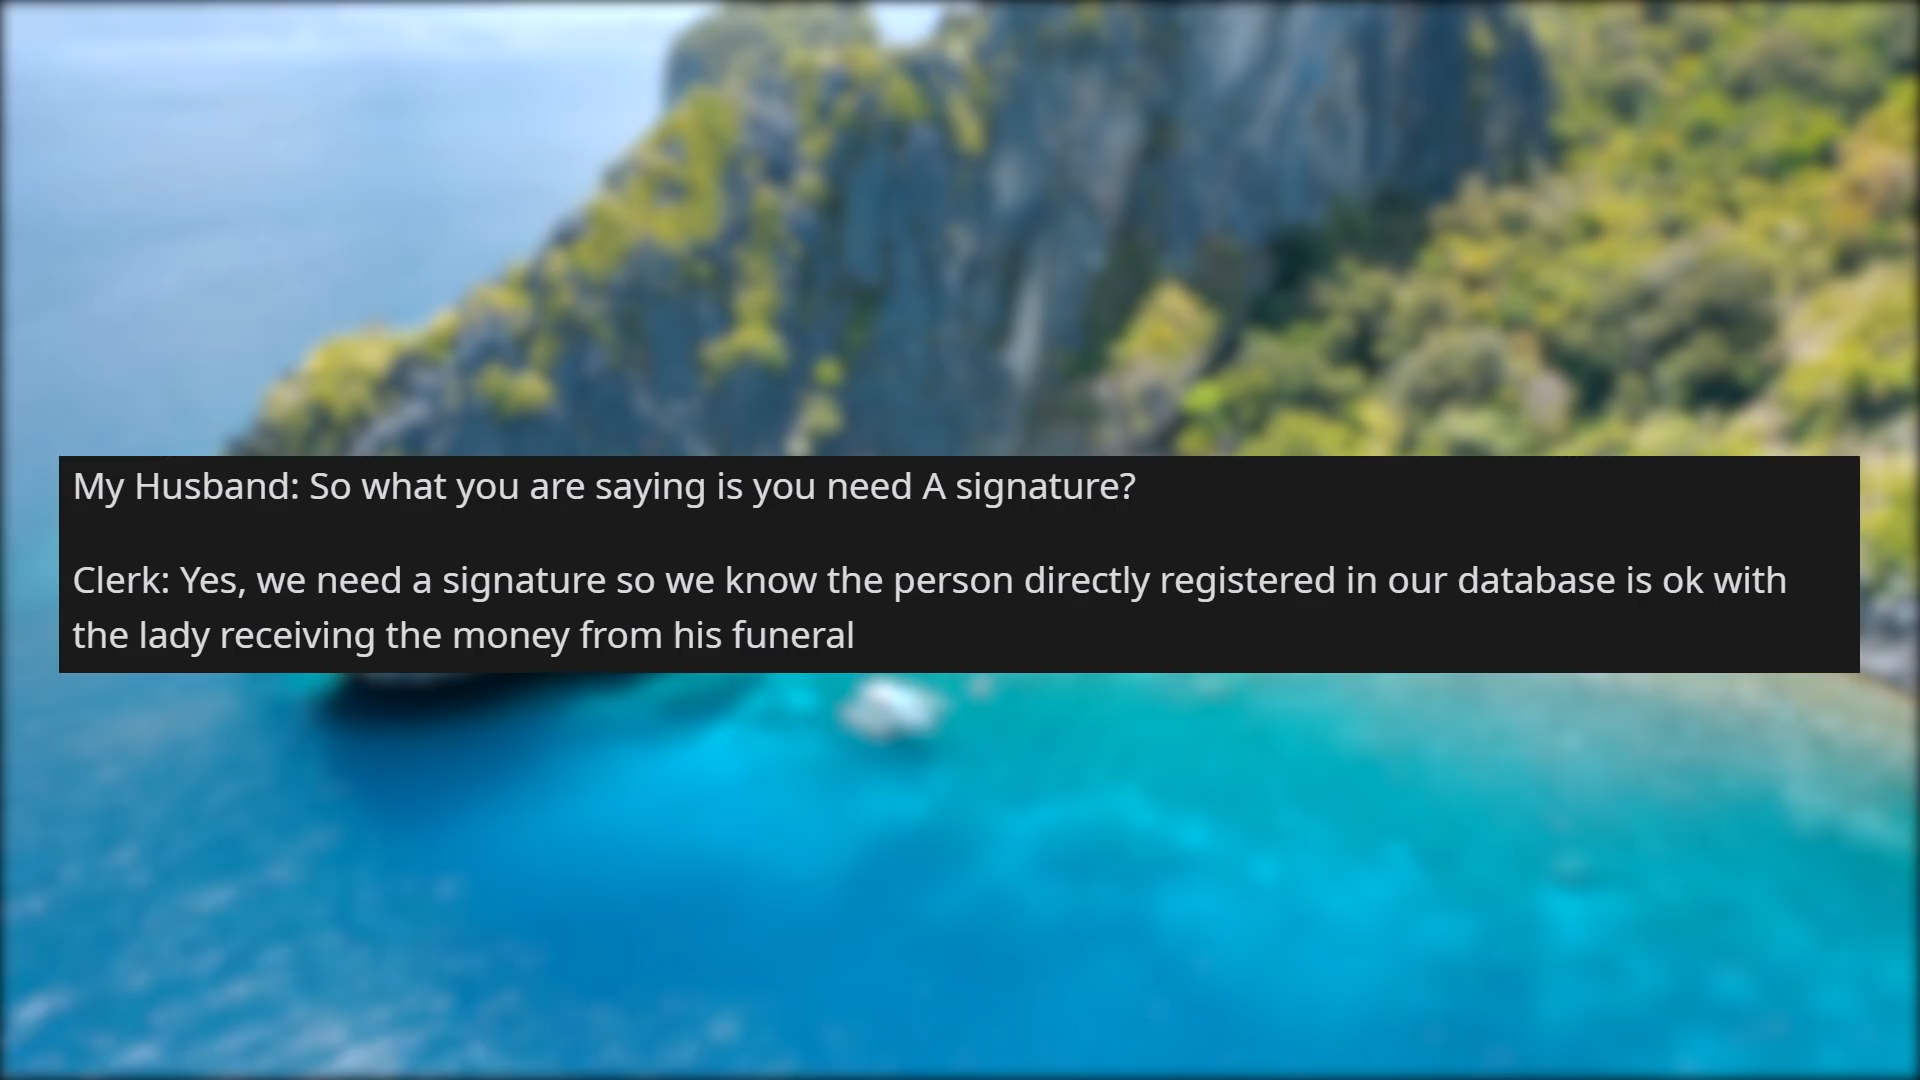 My Husband: So what you are saying is you need A signature?
Clerk: Yes, we need a signature so we know the person directly registered in our database is ok with
the lady receiving the money from his funeral